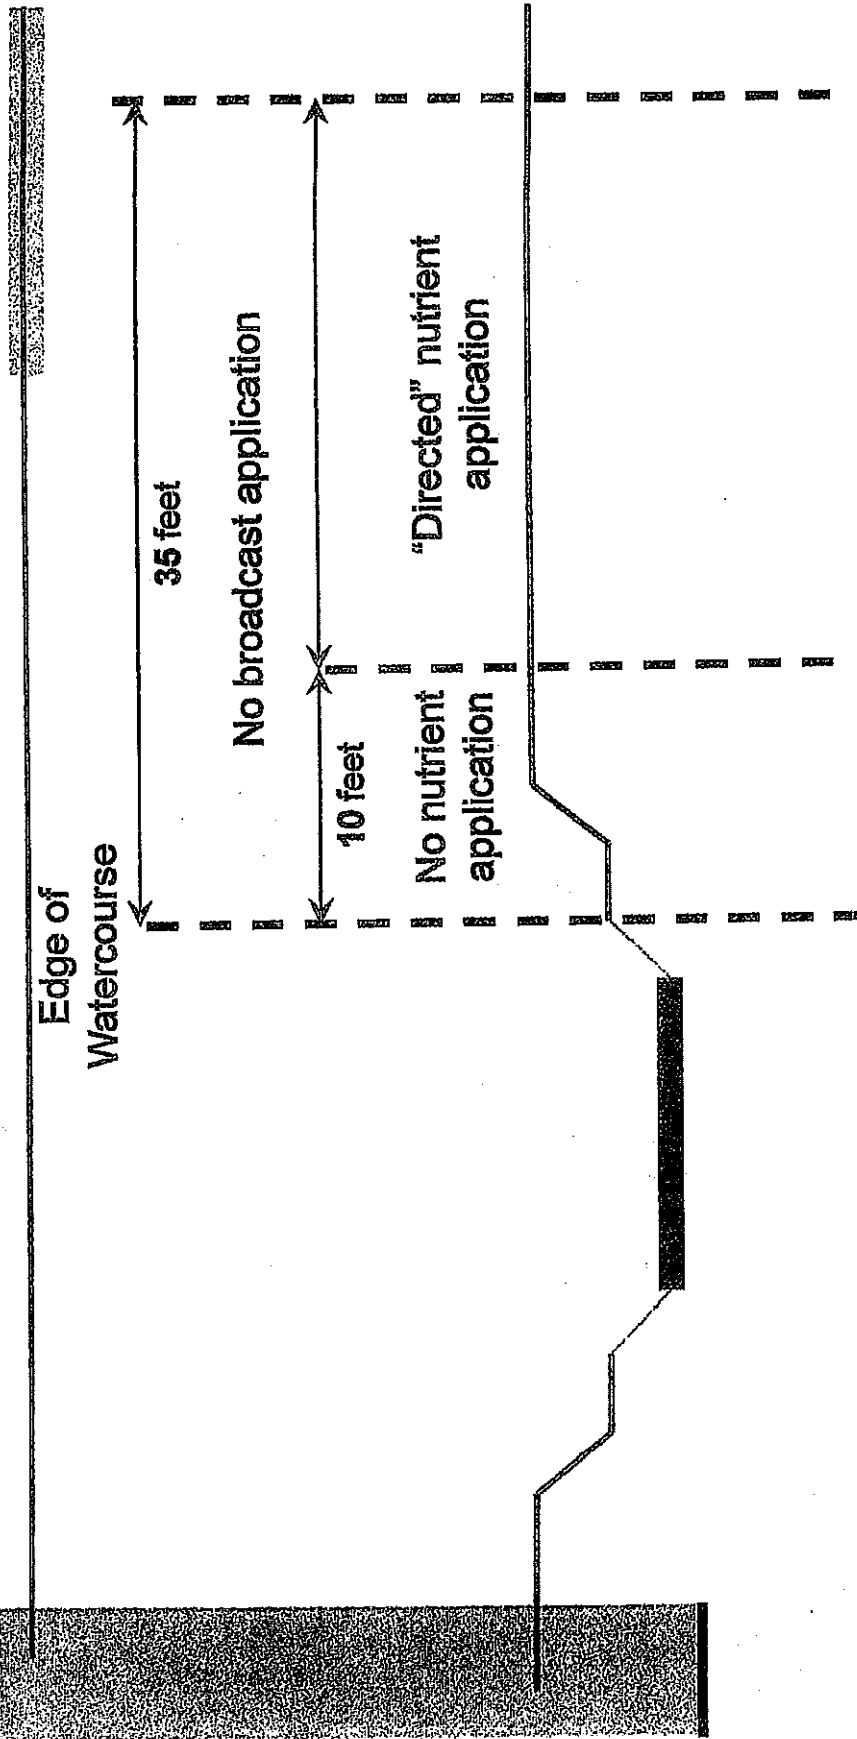 Edge of
Watercourse
35 feet
No broadcast application
10 feet
No nutrient
application
"Directed" nutrient
application